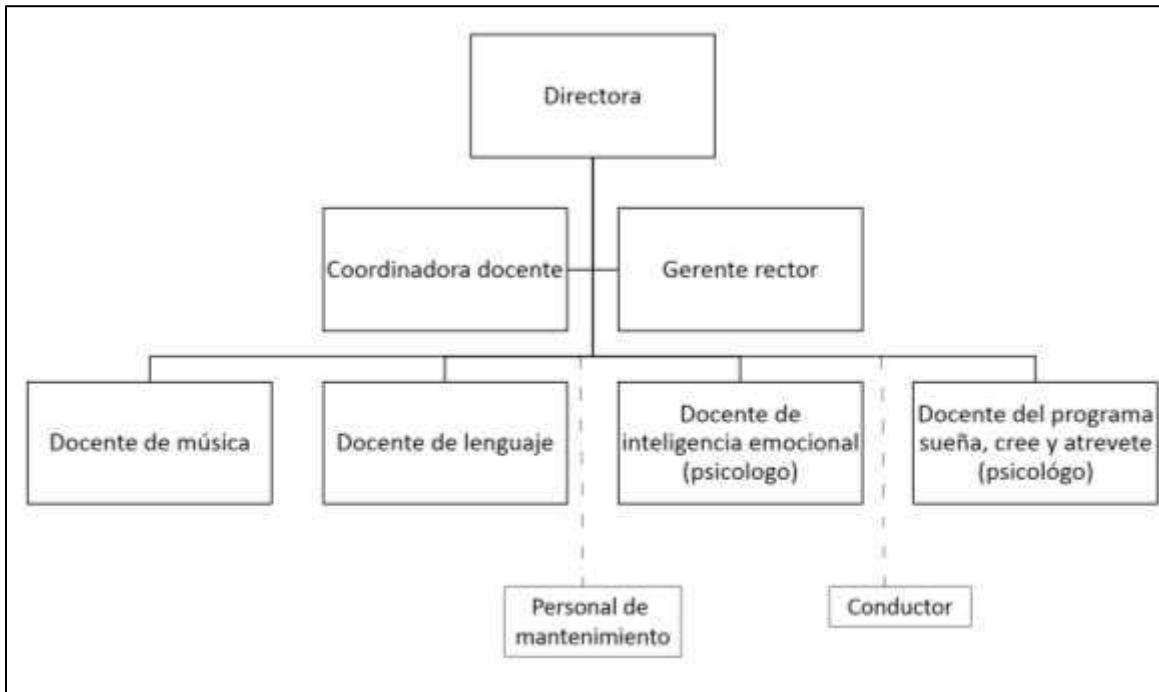 Directora
Coordinadora docente
Gerente rector
Docente de música
Docente de lenguaje
Docente de
inteligencia emocional
(psicologo)
Docente del programa
sueña, cree y atrevete
(psicológo)
Personal de
mantenimiento
Conductor